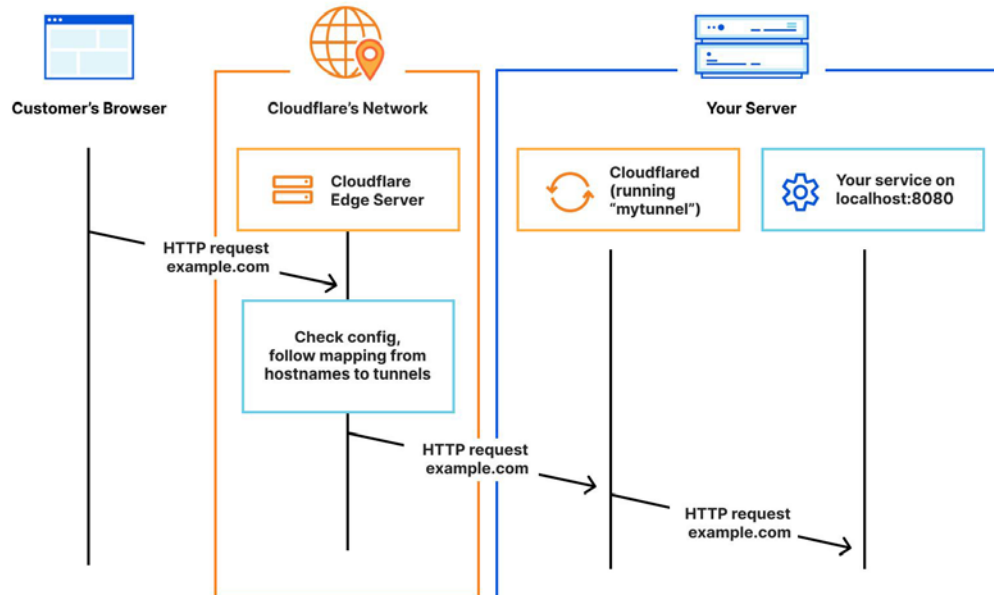 Customer's Browser
Cloudflare's Network
Your Server
Cloudflare
Edge Server
Cloudflared
(running
“mytunnel”)
Your service on
localhost:8080
HTTP request
example.com
Check config,
follow mapping from
hostnames to tunnels
HTTP request
example.com
HTTP request
example.com